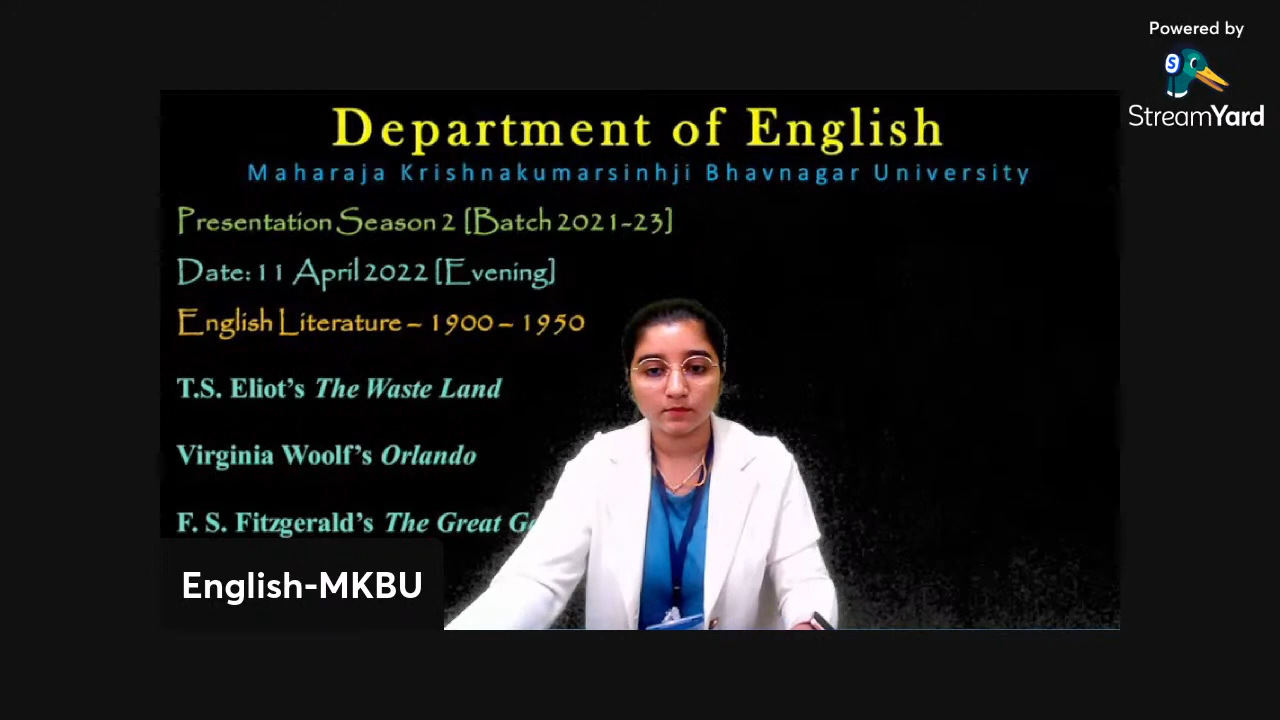 Powered by
StreamYard
Department of English
Maharaja Krishnakumarsinhji Bhavnagar University
Presentation Season 2 [Batch 2021-23]
Date: 11 April 2022 [Evening]
English Literature – 1900 – 1950
T.S. Eliot's The Waste Land
Virginia Woolf's Orlando
F. S. Fitzgerald's The Great
English-MKBU